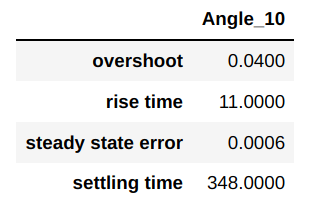 Angle_10
overshoot 0.0400
rise time 11.0000
steady state error 0.0006
settling time 348.0000